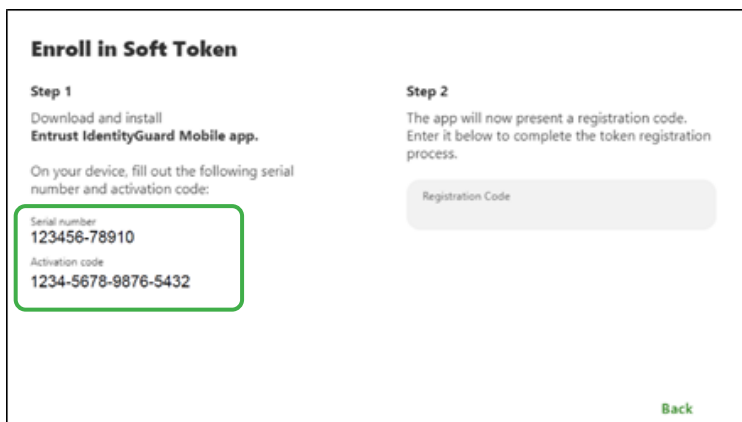 Enroll in Soft Token
Step 1
Download and install
Entrust IdentityGuard Mobile app.
On your device, fill out the following serial
number and activation code:
Serial number
123456-78910
Activation code
1234-5678-9876-5432
Step 2
The app will now present a registration code.
Enter it below to complete the token registration
process.
Registration Code
Back